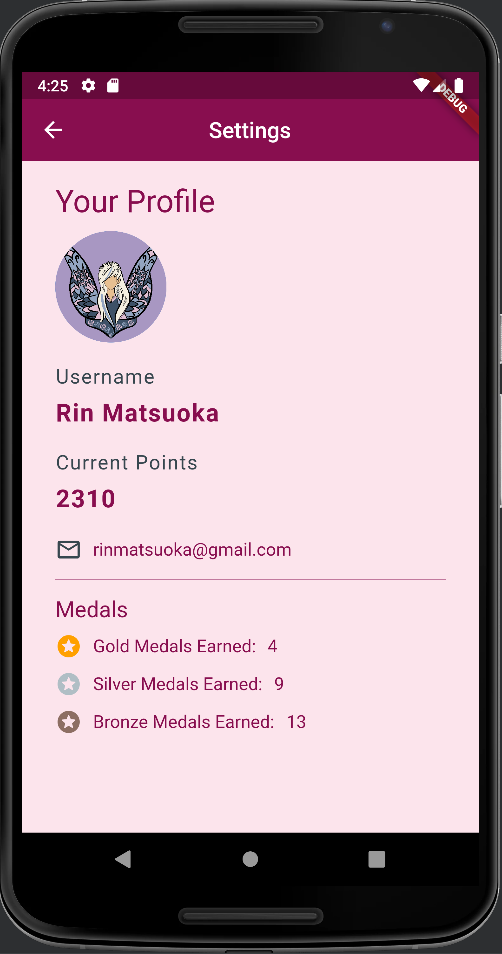 4:25
DEBUG
Settings
Your Profile
Username
Rin Matsuoka
Current Points
2310
rinmatsuoka@gmail.com
Medals
Gold Medals Earned: 4
Silver Medals Earned: 9
Bronze Medals Earned: 13